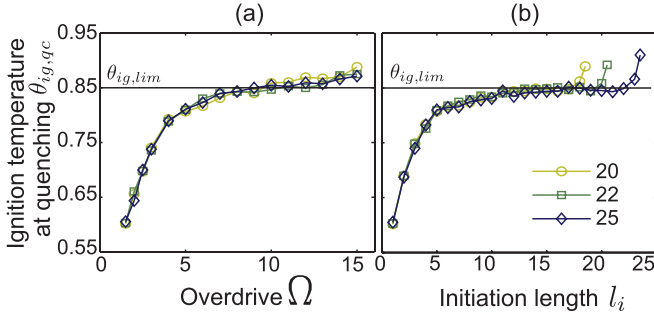 (a)
(b)
Ignition temperature
at quenching θig,qc
0.95
0.85
0.75
0.65
0.55
θig,lim
θig,lim
20
22
25
0 5 10 15
0 5 10 15 20 25
Overdrive Ω
Initiation length li